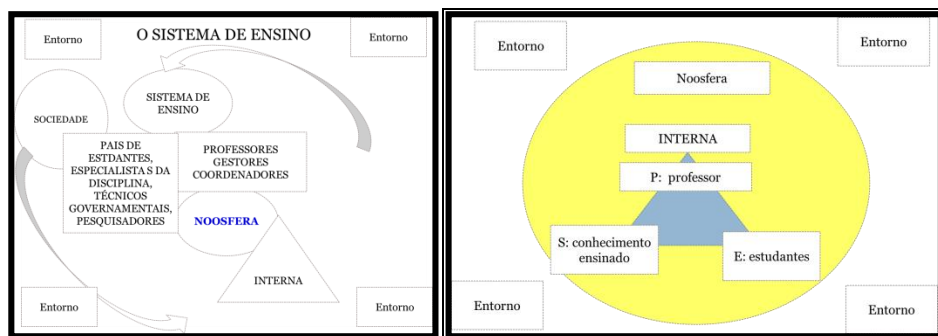 Entorno
O SISTEMA DE ENSINO
Entorno
SOCIEDADE
SISTEMA DE
ENSINO
PAIS DE
ESTDANTES,
ESPECIALISTA S DA
DISCIPLINA,
TÉCNICOS
GOVERNAMENTAIS,
PESQUISADORES
PROFESSORES
GESTORES
COORDENADORES
NOOSFERA
INTERNA
Entorno
Entorno
Entorno
Entorno
Noosfera
INTERNA
P: professor
S: conhecimento
ensinado
E: estudantes
Entorno
Entorno